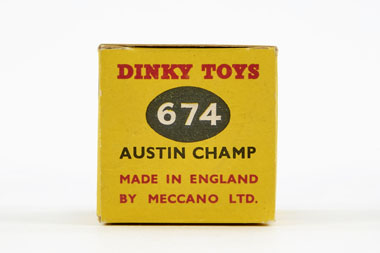 DINKY TOYS
674
AUSTIN CHAMP
MADE IN ENGLAND
BY MECCANO LTD.